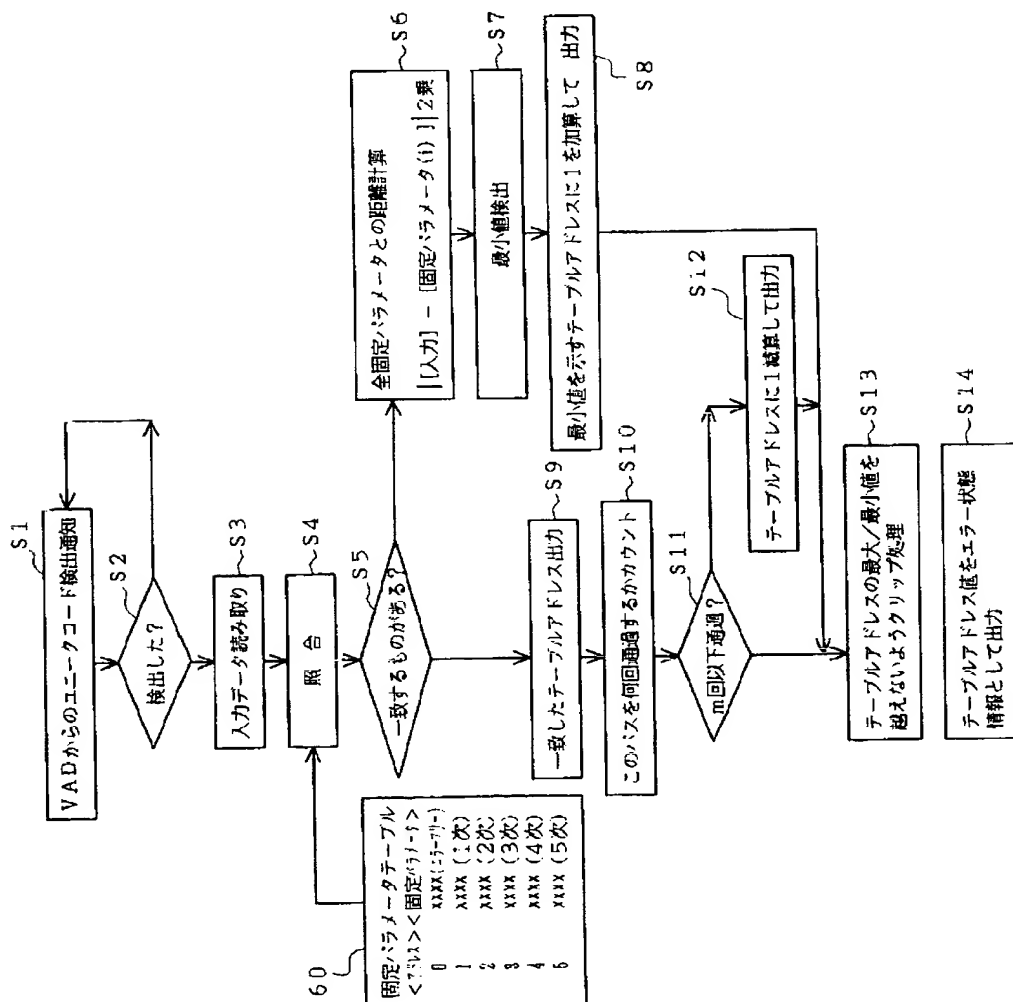 S1
VADからのユニークコード検出通知
S2
検出した？
S3
入力データ読み取り
S4
照合
60
固定パラメータテーブル
<アドレス><固定パラメータ>
0 xxxx(エラーフリー)
1 xxxx(1次)
2 xxxx(2次)
3 xxxx(3次)
4 xxxx(4次)
5 xxxx(5次)
S5
一致するものがある？
S6
全固定パラメータとの距離計算
|[入力] － [固定パラメータ(i)]|2乗
S7
最小値検出
S8
最小値を示すテーブルアドレスに1を加算して 出力
S9
一致したテーブルアドレス出力
S10
このパスを何回通過するかカウント
S11
m回以下通過？
S12
テーブルアドレスに1減算して出力
S13
テーブルアドレスの最大／最小値を
越えないようクリップ処理
S14
テーブルアドレス値をエラー状態
情報として出力